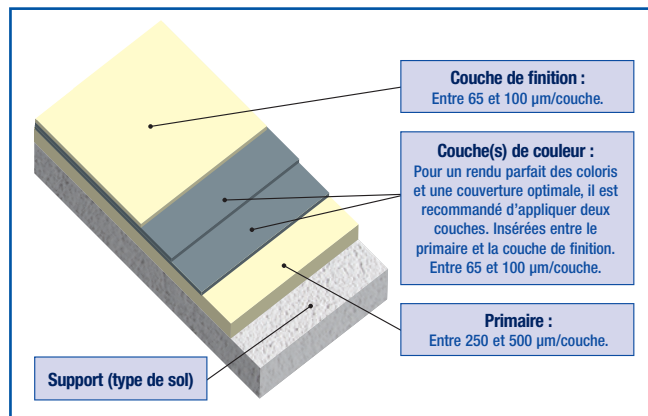 Couche de finition :
Entre 65 et 100 µm/couche.
Couche(s) de couleur :
Pour un rendu parfait des coloris
et une couverture optimale, il est
recommandé d’appliquer deux
couches. Insérées entre le
primaire et la couche de finition.
Entre 65 et 100 µm/couche.
Primaire :
Entre 250 et 500 µm/couche.
Support (type de sol)